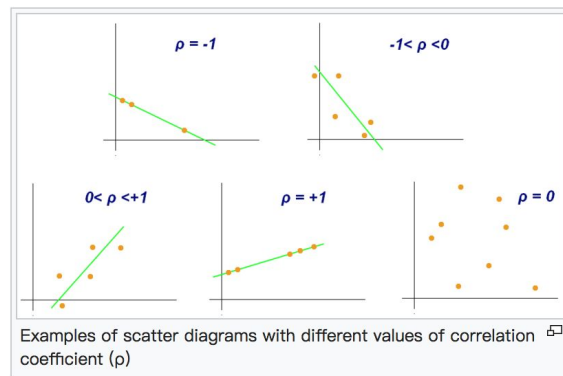 ρ = -1
-1< ρ <0
0< ρ <+1
ρ = +1
ρ = 0
Examples of scatter diagrams with different values of correlation
coefficient (ρ)